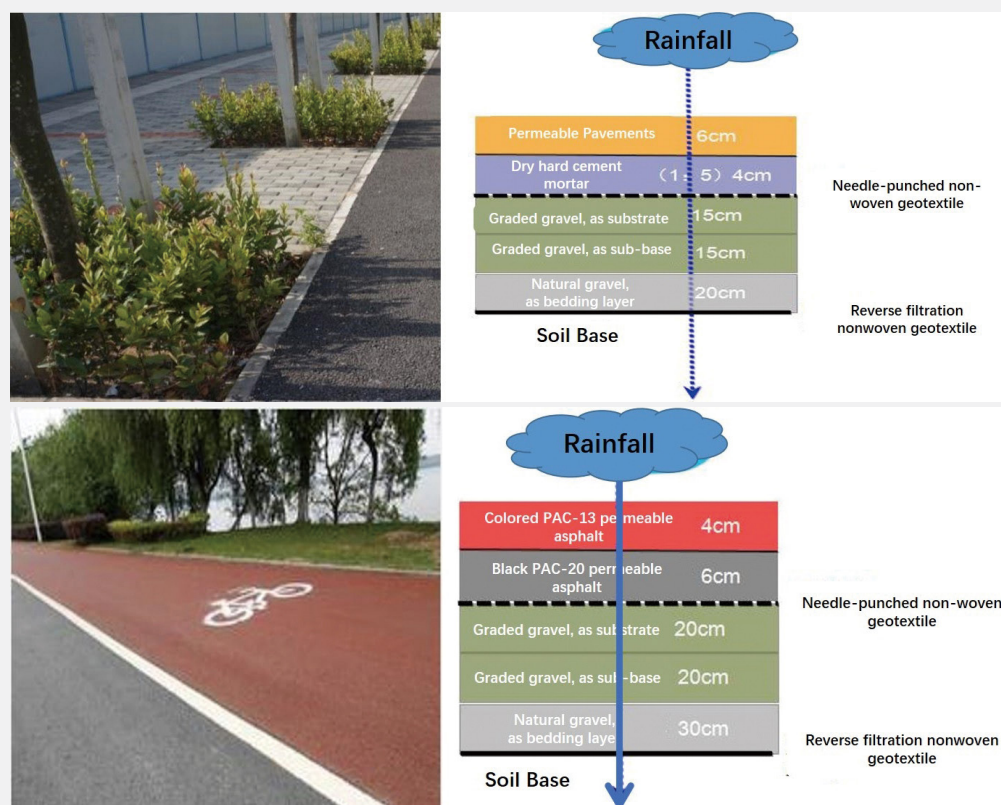 Rainfall
Permeable Pavements 6cm
Dry hard cement
mortar
（1：5）4cm
Needle-punched non-
woven geotextile
Graded gravel, as substrate 15cm
Graded gravel, as sub-base 15cm
Natural gravel,
as bedding layer
20cm
Reverse filtration
nonwoven geotextile
Soil Base
Rainfall
Colored PAC-13 permeable
asphalt
4cm
Black PAC-20 permeable
asphalt
6cm
Needle-punched non-woven
geotextile
Graded gravel, as substrate 20cm
Graded gravel, as sub-base 20cm
Natural gravel,
as bedding layer
30cm
Reverse filtration nonwoven
geotextile
Soil Base